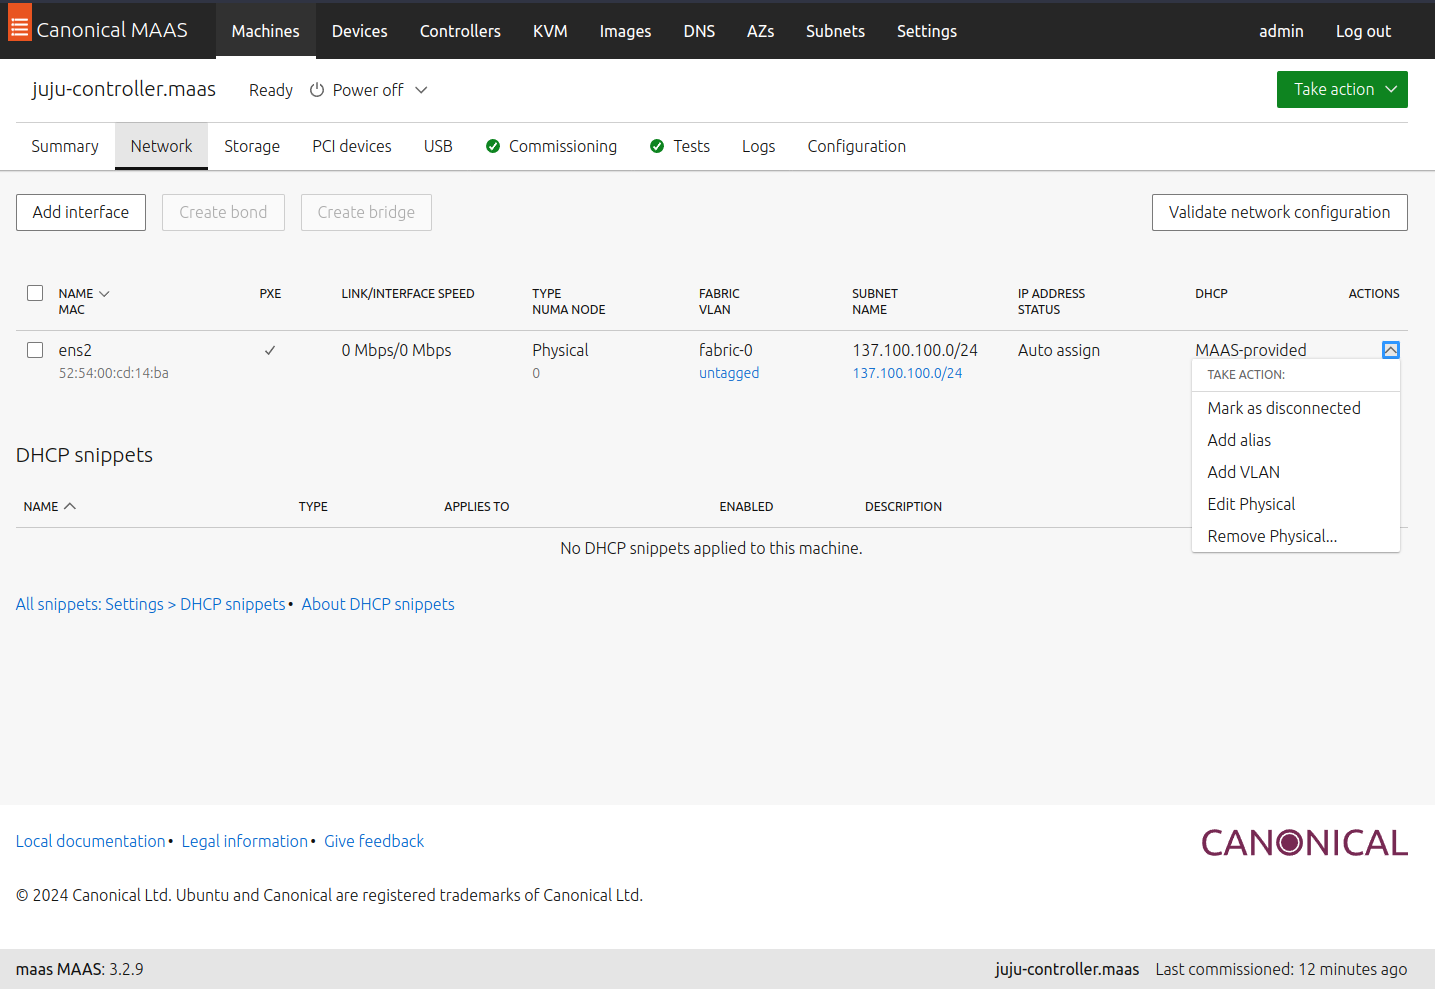 Canonical MAAS Machines Devices Controllers KVM Images DNS AZs Subnets Settings admin Log out
juju-controller.maas Ready Power off Take action
Summary Network Storage PCI devices USB Commissioning Tests Logs Configuration
Add interface Create bond Create bridge Validate network configuration
NAME PXE LINK/INTERFACE SPEED TYPE FABRIC SUBNET IP ADDRESS DHCP ACTIONS
MAC NUMA NODE VLAN NAME STATUS
ens2 0 Mbps/0 Mbps Physical fabric-0 137.100.100.0/24 Auto assign MAAS-provided
52:54:00:cd:14:ba 0 untagged 137.100.100.0/24
TAKE ACTION:
Mark as disconnected
Add alias
Add VLAN
Edit Physical
Remove Physical...
DHCP snippets
NAME TYPE APPLIES TO ENABLED DESCRIPTION
No DHCP snippets applied to this machine.
All snippets: Settings > DHCP snippets • About DHCP snippets
Local documentation • Legal information • Give feedback
CANONICAL
© 2024 Canonical Ltd. Ubuntu and Canonical are registered trademarks of Canonical Ltd.
maas MAAS: 3.2.9 juju-controller.maas Last commissioned: 12 minutes ago